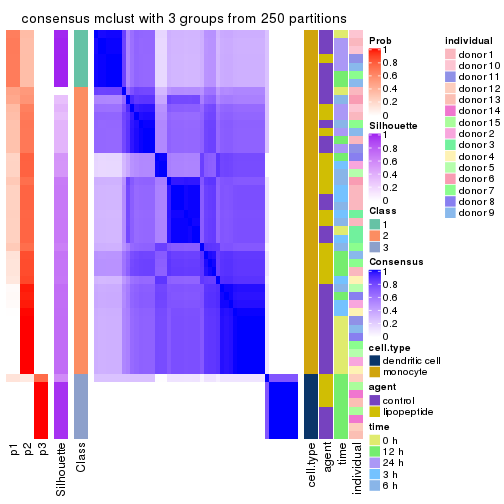 consensus mclust with 3 groups from 250 partitions
p1
p2
p3
Silhouette
Class
cell.type
agent
time
individual
Prob
1
0.8
0.6
0.4
0.2
0
Silhouette
1
0.8
0.6
0.4
0.2
0
Class
1
2
3
Consensus
1
0.8
0.6
0.4
0.2
0
cell.type
dendritic cell
monocyte
agent
control
lipopeptide
time
0 h
12 h
24 h
3 h
6 h
individual
donor 1
donor 10
donor 11
donor 12
donor 13
donor 14
donor 15
donor 2
donor 3
donor 4
donor 5
donor 6
donor 7
donor 8
donor 9